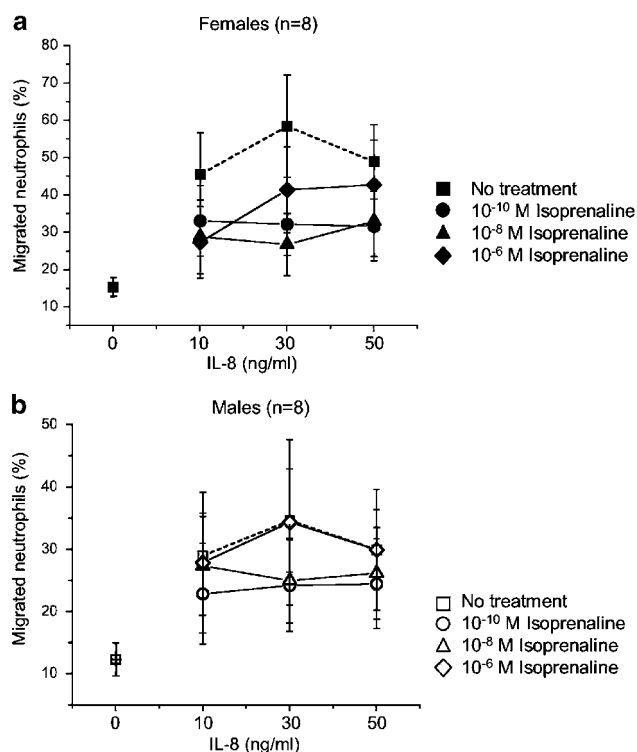 a
Females (n=8)
Migrated neutrophils (%)
80
70
60
50
40
30
20
10
0
10
30
50
IL-8 (ng/ml)
No treatment
10⁻¹⁰ M Isoprenaline
10⁻⁸ M Isoprenaline
10⁻⁶ M Isoprenaline
b
Males (n=8)
Migrated neutrophils (%)
50
40
30
20
10
0
10
30
50
IL-8 (ng/ml)
No treatment
10⁻¹⁰ M Isoprenaline
10⁻⁸ M Isoprenaline
10⁻⁶ M Isoprenaline